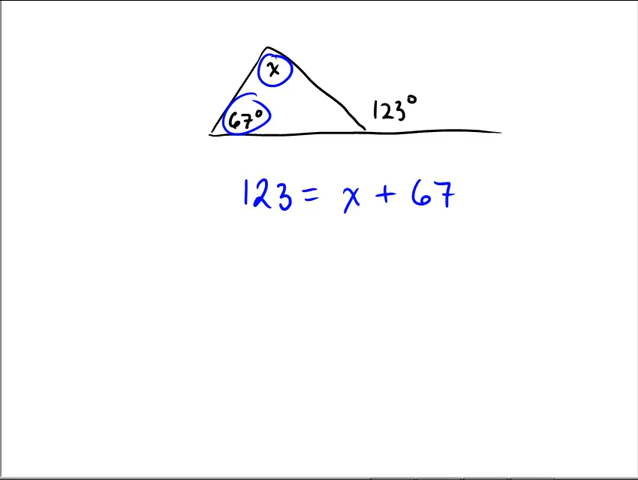 x
67° 123°
123 = x + 67